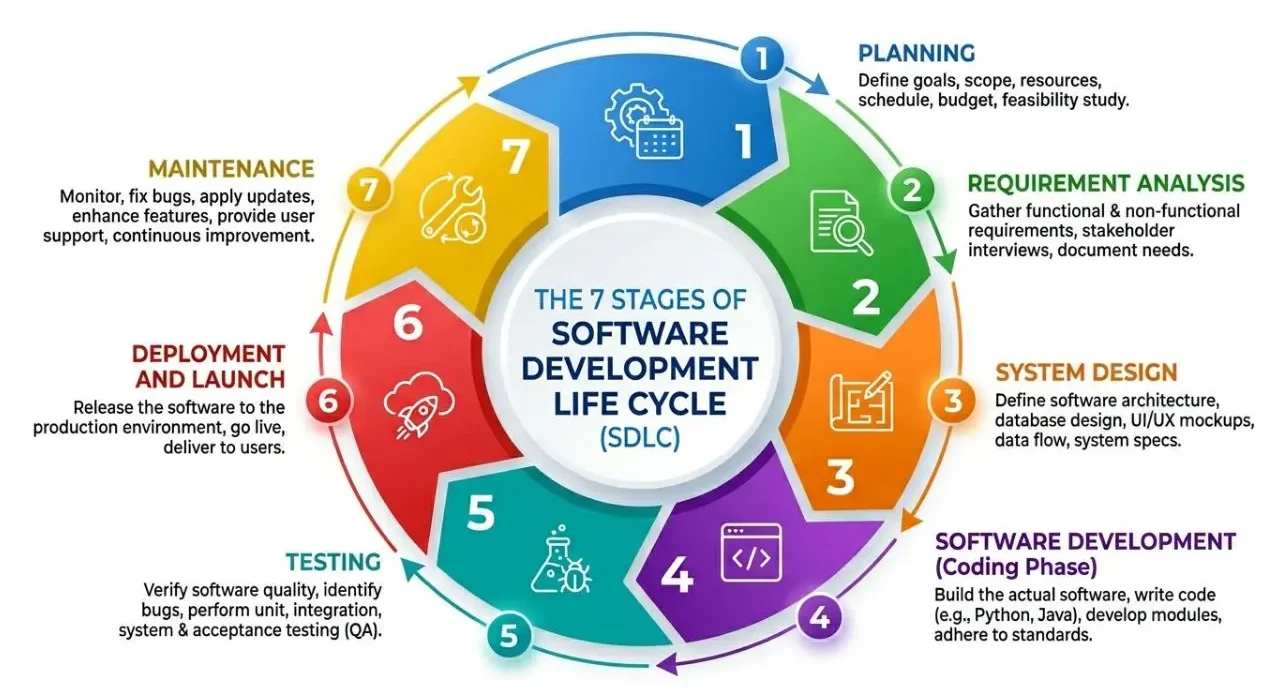 THE 7 STAGES OF
SOFTWARE
DEVELOPMENT
LIFE CYCLE
(SDLC)
1
1
PLANNING
Define goals, scope, resources,
schedule, budget, feasibility study.
2
2
REQUIREMENT ANALYSIS
Gather functional & non-functional
requirements, stakeholder
interviews, document needs.
3
3
SYSTEM DESIGN
Define software architecture,
database design, UI/UX mockups,
data flow, system specs.
4
</>
4
SOFTWARE DEVELOPMENT
(Coding Phase)
Build the actual software, write code
(e.g., Python, Java), develop modules,
adhere to standards.
5
5
TESTING
Verify software quality, identify
bugs, perform unit, integration,
system & acceptance testing (QA).
6
6
DEPLOYMENT
AND LAUNCH
Release the software to the
production environment, go live,
deliver to users.
7
7
MAINTENANCE
Monitor, fix bugs, apply updates,
enhance features, provide user
support, continuous improvement.